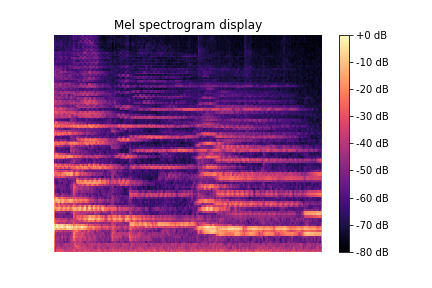 Mel spectrogram display
+0 dB
-10 dB
-20 dB
-30 dB
-40 dB
-50 dB
-60 dB
-70 dB
-80 dB